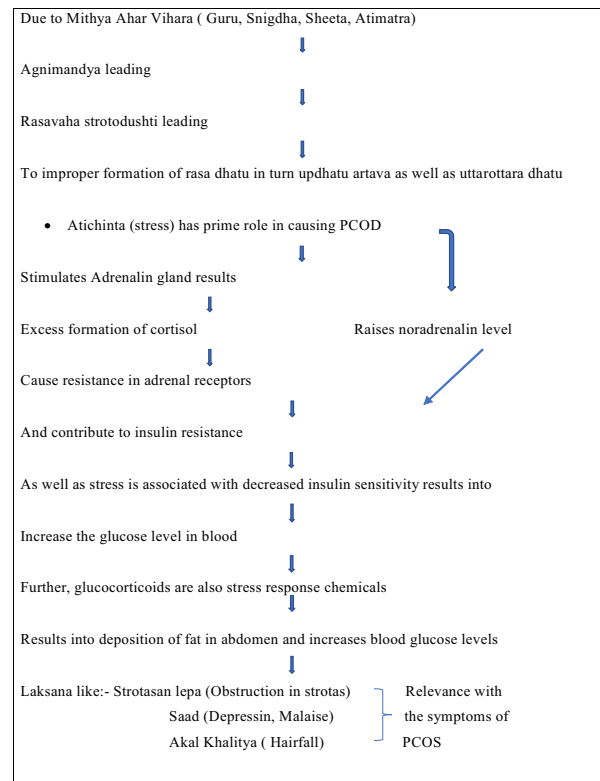 Due to Mithya Ahar Vihara ( Guru, Snigdha, Sheeta, Atimatra)
Agnimandya leading
Rasavaha strotodushti leading
To improper formation of rasa dhatu in turn updhatu artava as well as uttarottara dhatu
• Atichinta (stress) has prime role in causing PCOD
Stimulates Adrenalin gland results
Excess formation of cortisol Raises noradrenalin level
Cause resistance in adrenal receptors
And contribute to insulin resistance
As well as stress is associated with decreased insulin sensitivity results into
Increase the glucose level in blood
Further, glucocorticoids are also stress response chemicals
Results into deposition of fat in abdomen and increases blood glucose levels
Laksana like:- Strotasan lepa (Obstruction in strotas) Relevance with
Saad (Depressin, Malaise) the symptoms of
Akal Khalitya ( Hairfall) PCOS